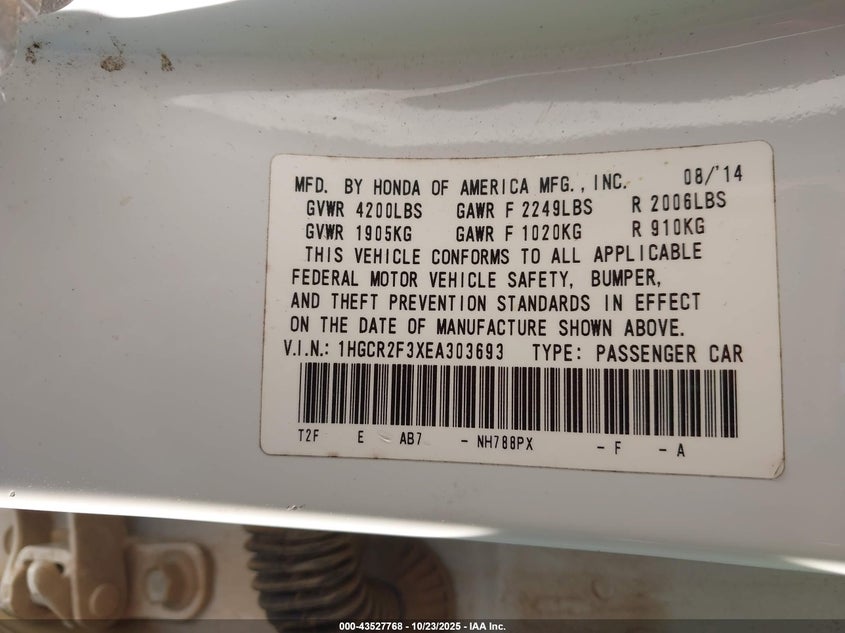 MFD. BY HONDA OF AMERICA MFG., INC. 08/'14
GVWR 4200LBS GAWR F 2249LBS R 2006LBS
GVWR 1905KG GAWR F 1020KG R 910KG
THIS VEHICLE CONFORMS TO ALL APPLICABLE
FEDERAL MOTOR VEHICLE SAFETY, BUMPER,
AND THEFT PREVENTION STANDARDS IN EFFECT
ON THE DATE OF MANUFACTURE SHOWN ABOVE.
V.I.N.: 1HGCR2F3XEA303693 TYPE: PASSENGER CAR
T2F E AB7 - NH788PX - F - A
000-43527768 - 10/23/2025 - IAA Inc.